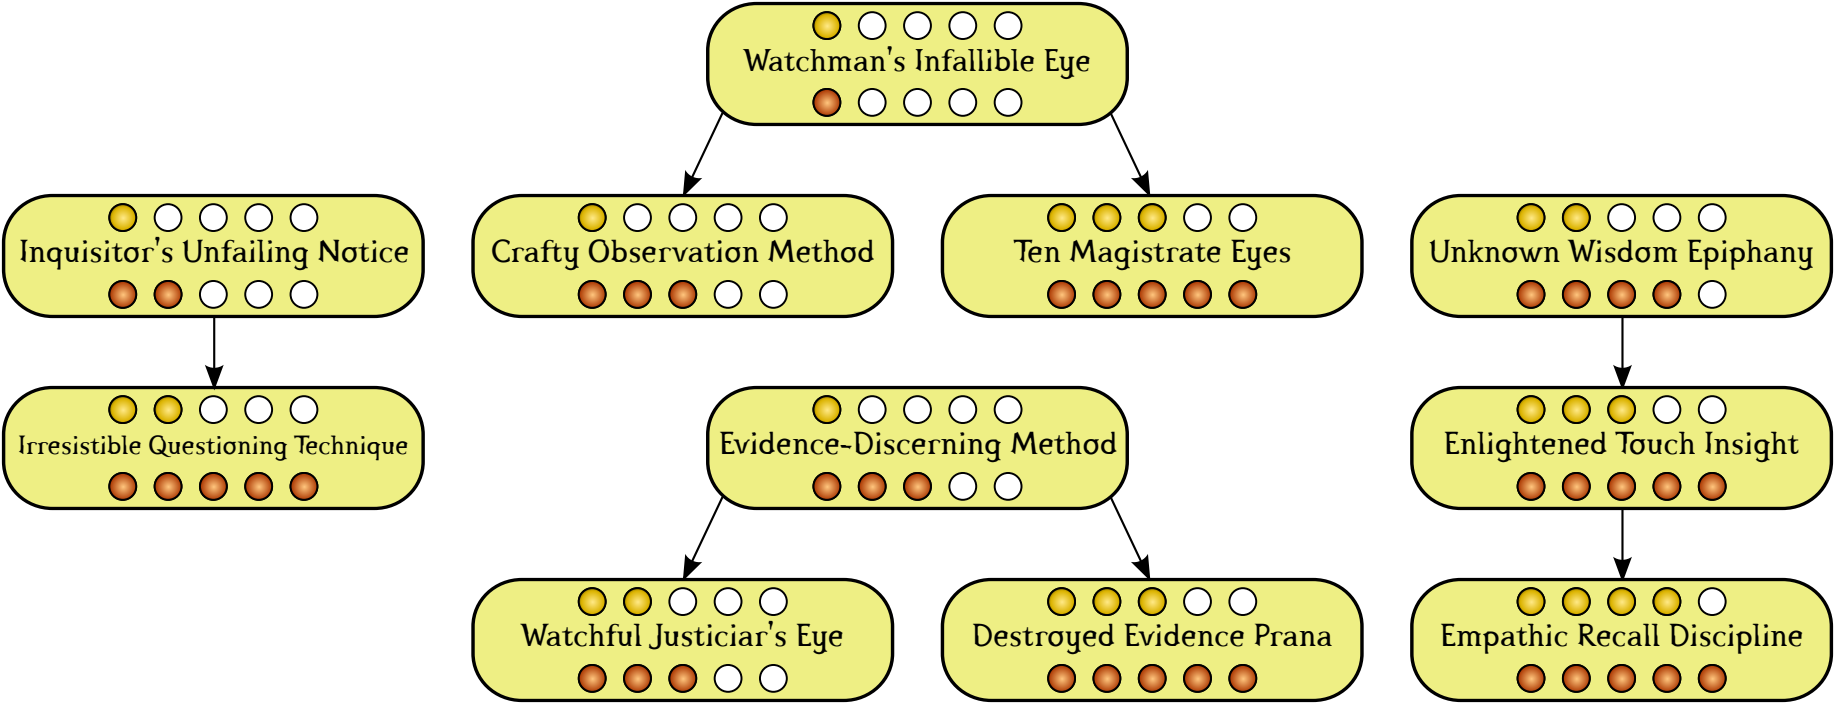 Watchman's Infallible Eye
Inquisitor's Unfailing Notice
Crafty Observation Method
Ten Magistrate Eyes
Unknown Wisdom Epiphany
Irresistible Questioning Technique
Evidence-Discerning Method
Enlightened Touch Insight
Watchful Justiciar's Eye
Destroyed Evidence Prana
Empathic Recall Discipline